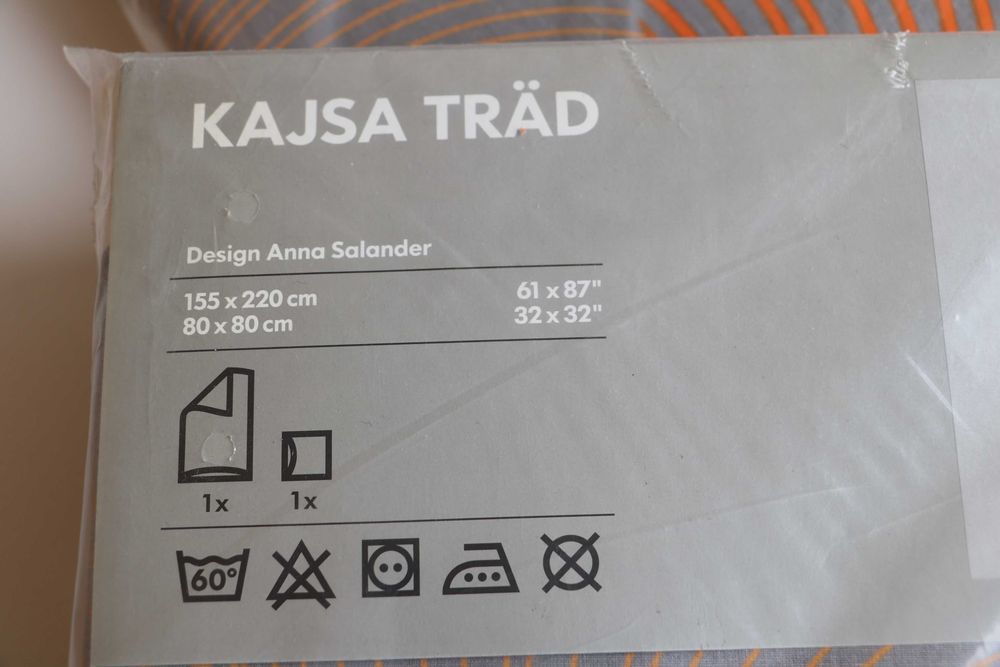 KAJSA TRÄD
Design Anna Salander
155 x 220 cm 61 x 87"
80 x 80 cm 32 x 32"
1x 1x
60°